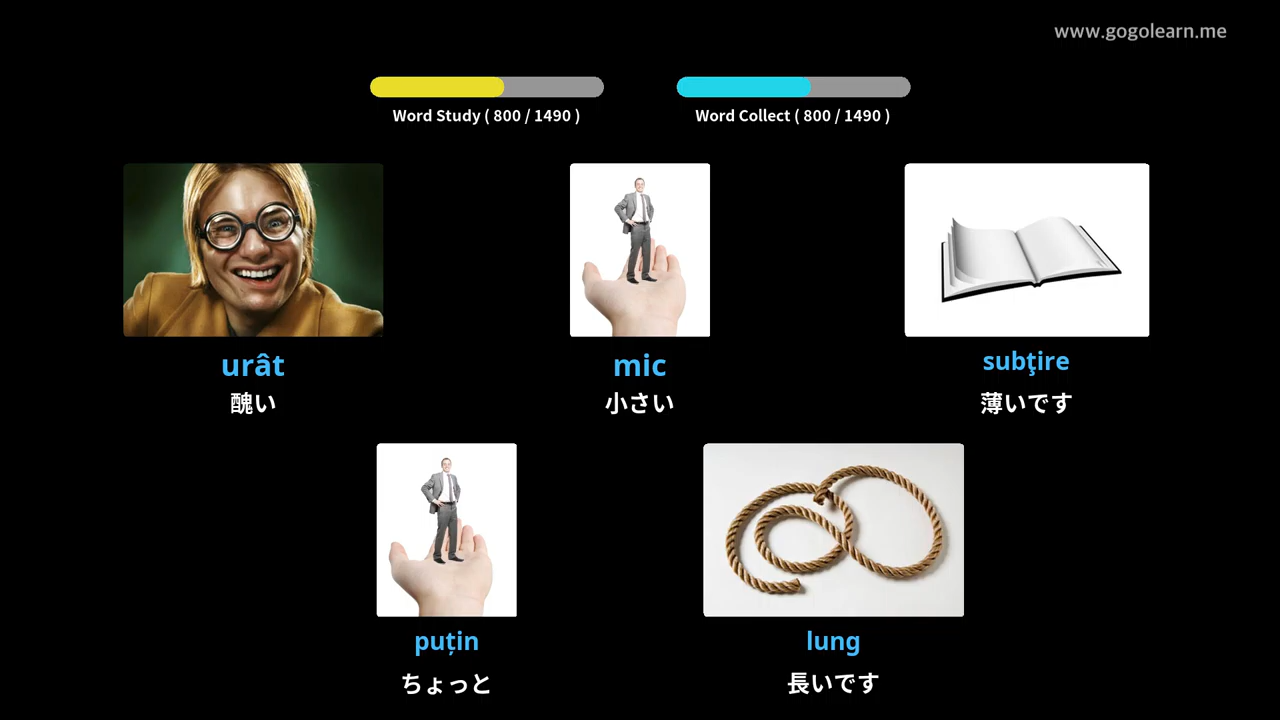 www.gogolearn.me
Word Study ( 800 / 1490 )
Word Collect ( 800 / 1490 )
urât
醜い
mic
小さい
subţire
薄いです
puțin
ちょっと
lung
長いです